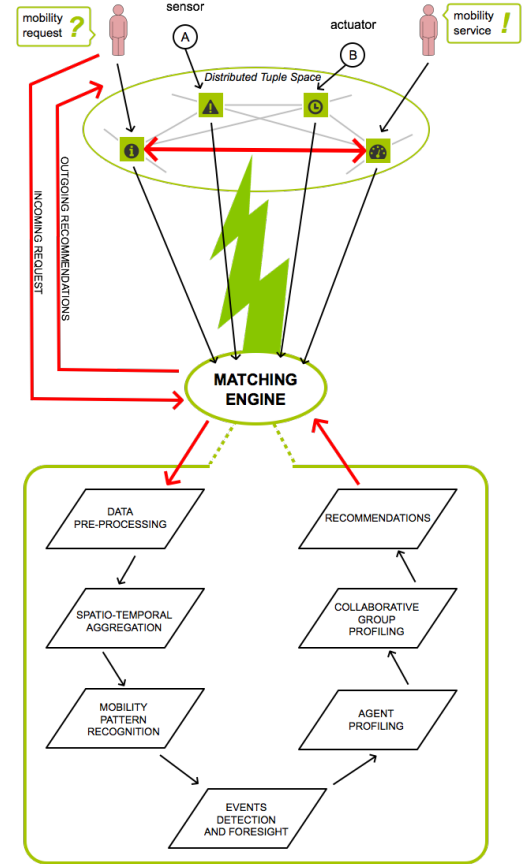 sensor
actuator
mobility
request ?
mobility
service !
A
B
Distributed Tuple Space
INCOMING REQUEST
OUTGOING RECOMMENDATIONS
MATCHING
ENGINE
DATA
PRE-PROCESSING
RECOMMENDATIONS
SPATIO-TEMPORAL
AGGREGATION
COLLABORATIVE
GROUP
PROFILING
MOBILITY
PATTERN
RECOGNITION
AGENT
PROFILING
EVENTS
DETECTION
AND FORESIGHT